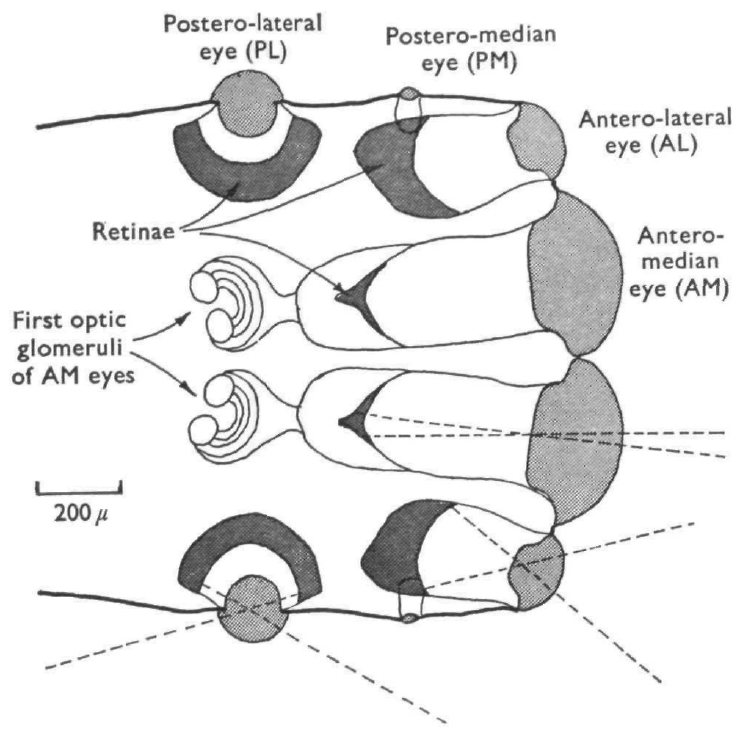 Postero-lateral
eye (PL)
Postero-median
eye (PM)
Antero-lateral
eye (AL)
Retinae
Antero-
median
eye (AM)
First optic
glomeruli
of AM eyes
200 μ